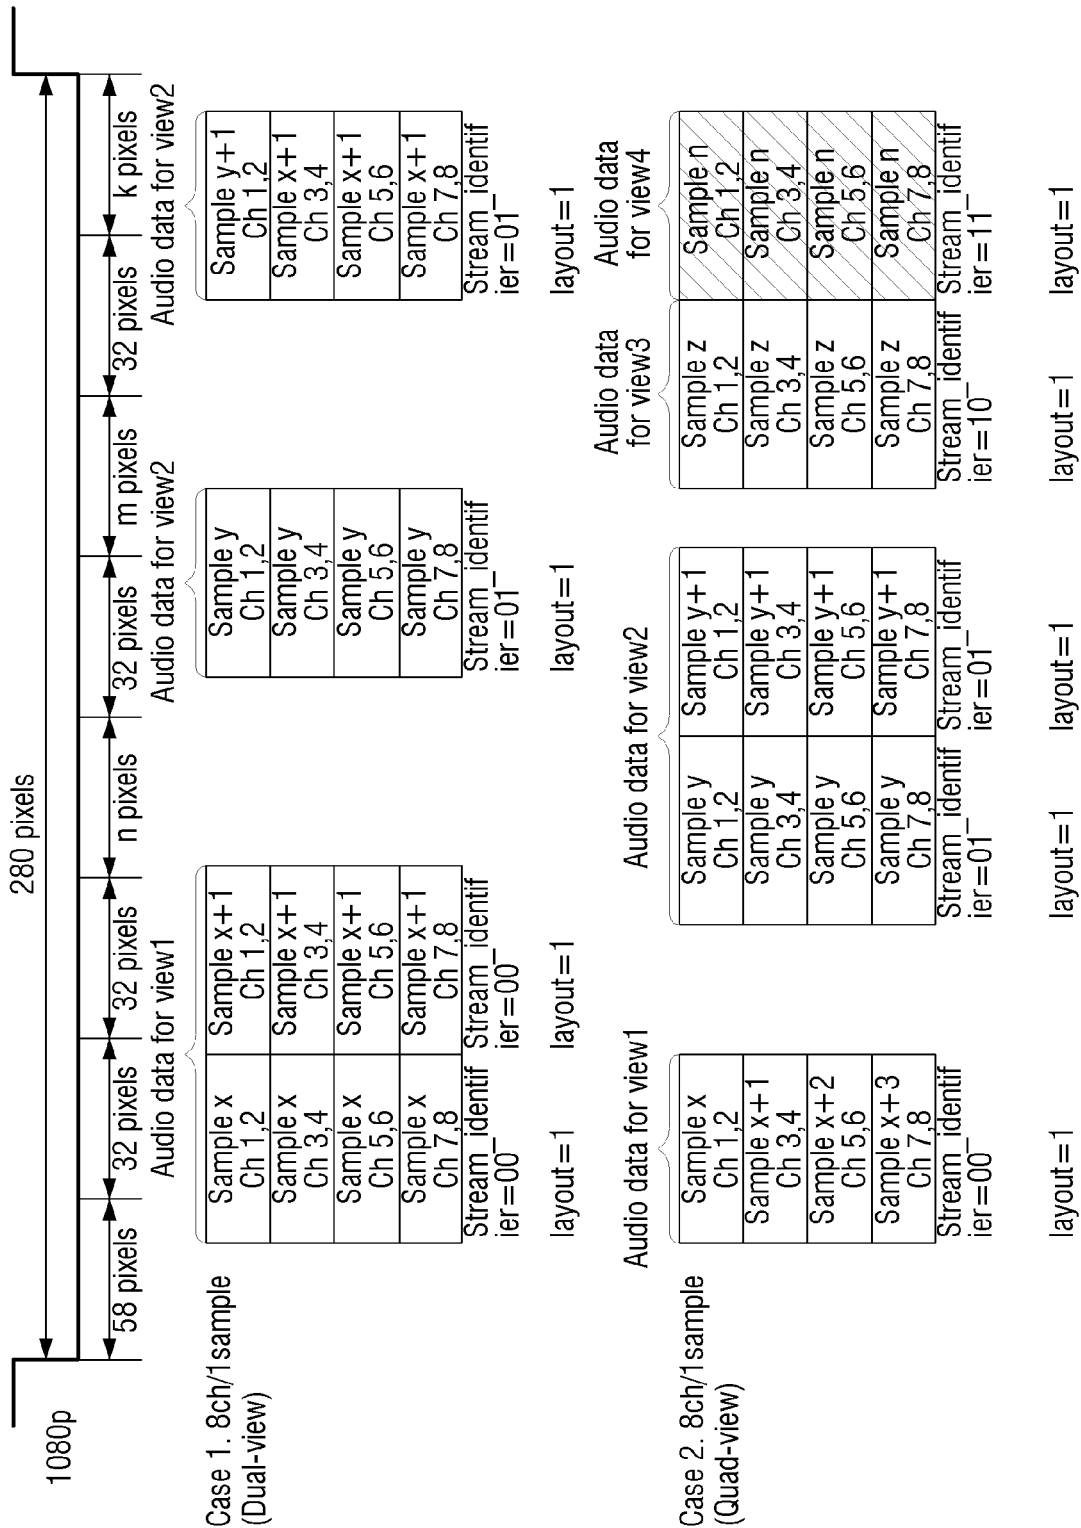 1080p
280 pixels
58 pixels
32 pixels
32 pixels
n pixels
32 pixels
m pixels
32 pixels
k pixels
Case 1. 8ch/1sample
(Dual-view)
Audio data for view1
Sample x
Ch 1,2
Sample x
Ch 3,4
Sample x
Ch 5,6
Sample x
Ch 7,8
Stream_identif
ier=00
layout=1
Sample x+1
Ch 1,2
Sample x+1
Ch 3,4
Sample x+1
Ch 5,6
Sample x+1
Ch 7,8
Stream_identif
ier=00
layout=1
Audio data for view2
Sample y
Ch 1,2
Sample y
Ch 3,4
Sample y
Ch 5,6
Sample y
Ch 7,8
Stream_identif
ier=01
layout=1
Audio data for view2
Sample y+1
Ch 1,2
Sample x+1
Ch 3,4
Sample x+1
Ch 5,6
Sample x+1
Ch 7,8
Stream_identif
ier=01
layout=1
Case 2. 8ch/1sample
(Quad-view)
Audio data for view1
Sample x
Ch 1,2
Sample x+1
Ch 3,4
Sample x+2
Ch 5,6
Sample x+3
Ch 7,8
Stream_identif
ier=00
layout=1
Audio data for view2
Sample y
Ch 1,2
Sample y
Ch 3,4
Sample y
Ch 5,6
Sample y
Ch 7,8
Stream_identif
ier=01
layout=1
Sample y+1
Ch 1,2
Sample y+1
Ch 3,4
Sample y+1
Ch 5,6
Sample y+1
Ch 7,8
Stream_identif
ier=01
layout=1
Audio data
for view3
Sample z
Ch 1,2
Sample z
Ch 3,4
Sample z
Ch 5,6
Sample z
Ch 7,8
Stream_identif
ier=10
layout=1
Audio data
for view4
Sample n
Ch 1,2
Sample n
Ch 3,4
Sample n
Ch 5,6
Sample n
Ch 7,8
Stream_identif
ier=11
layout=1